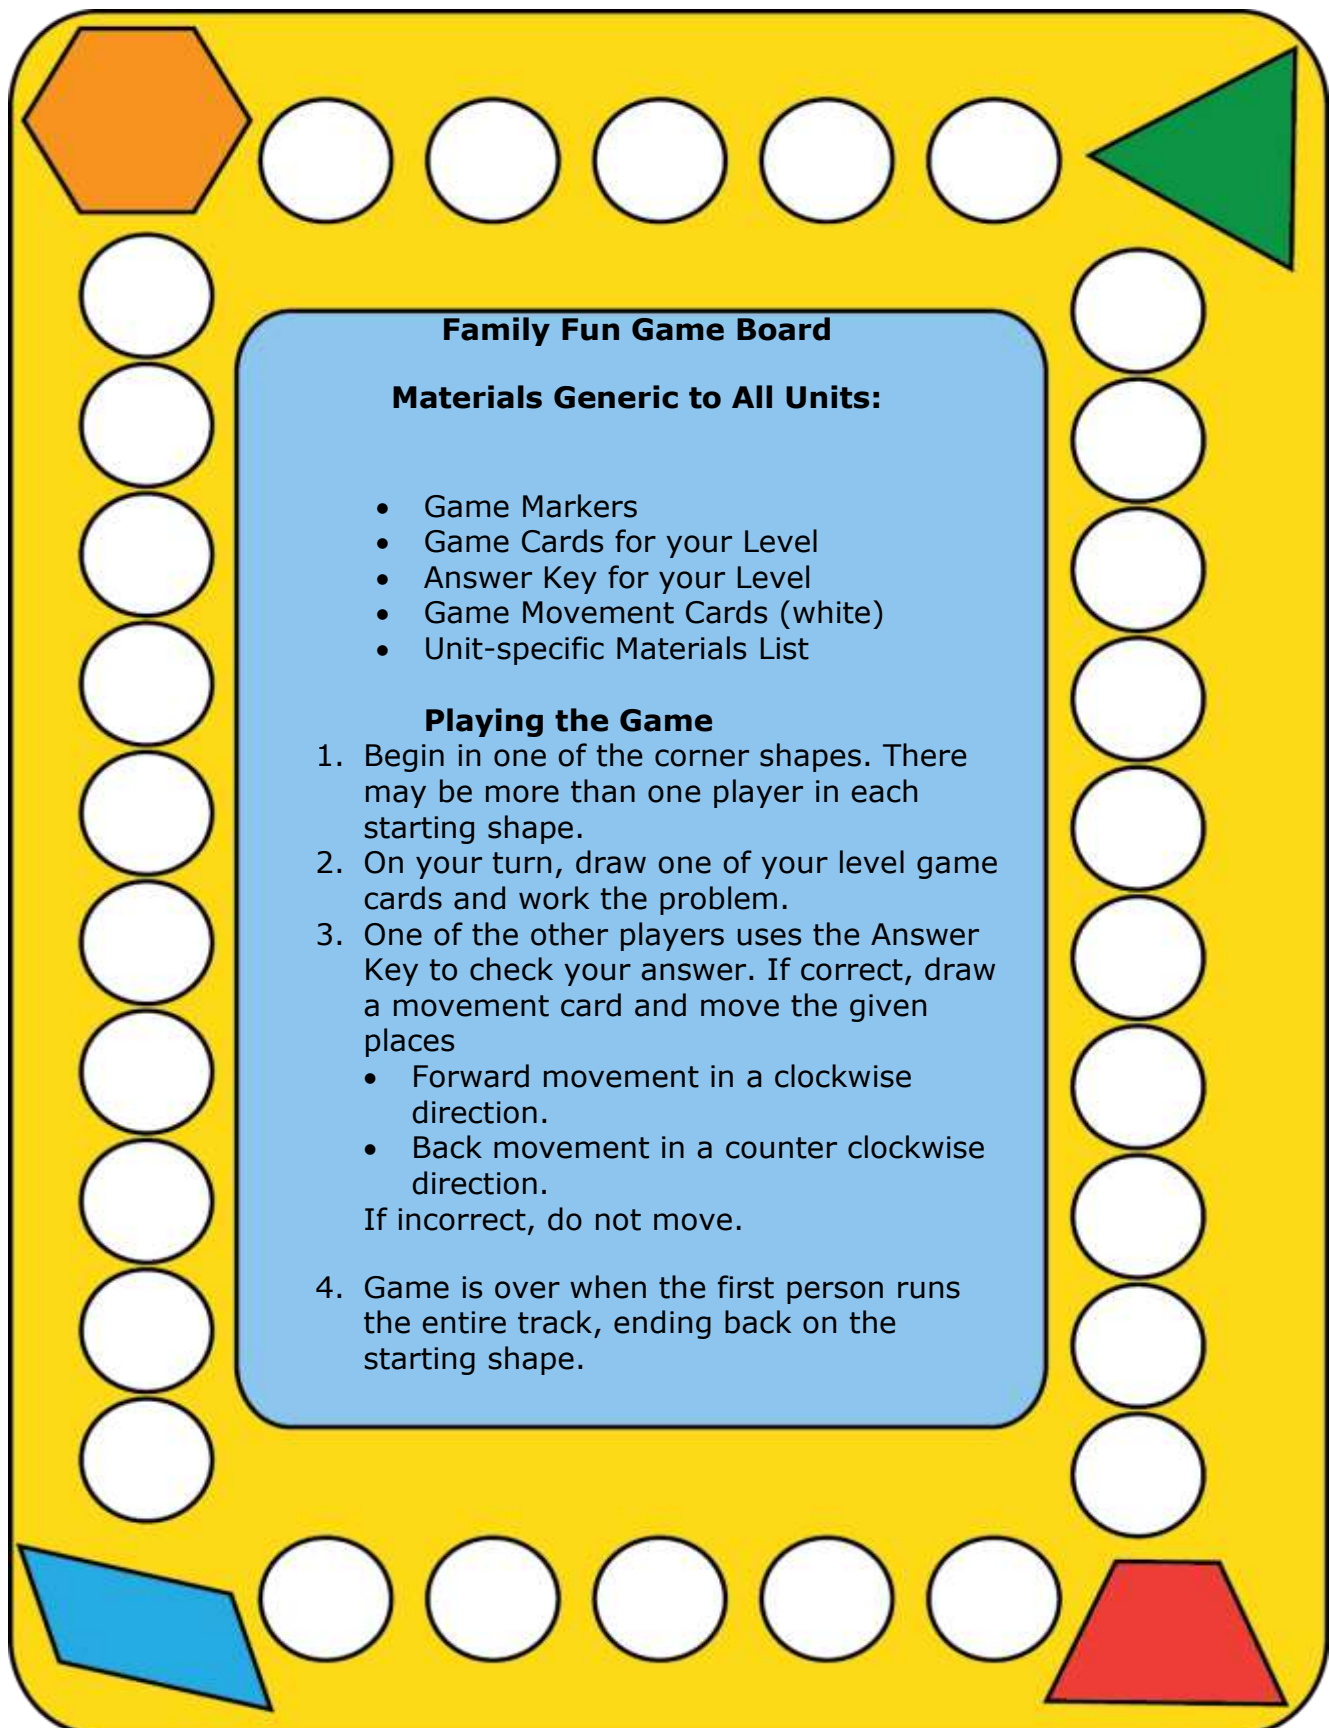 Family Fun Game Board
Materials Generic to All Units:
• Game Markers
• Game Cards for your Level
• Answer Key for your Level
• Game Movement Cards (white)
• Unit-specific Materials List
Playing the Game
1. Begin in one of the corner shapes. There
may be more than one player in each
starting shape.
2. On your turn, draw one of your level game
cards and work the problem.
3. One of the other players uses the Answer
Key to check your answer. If correct, draw
a movement card and move the given
places
• Forward movement in a clockwise
direction.
• Back movement in a counter clockwise
direction.
If incorrect, do not move.
4. Game is over when the first person runs
the entire track, ending back on the
starting shape.